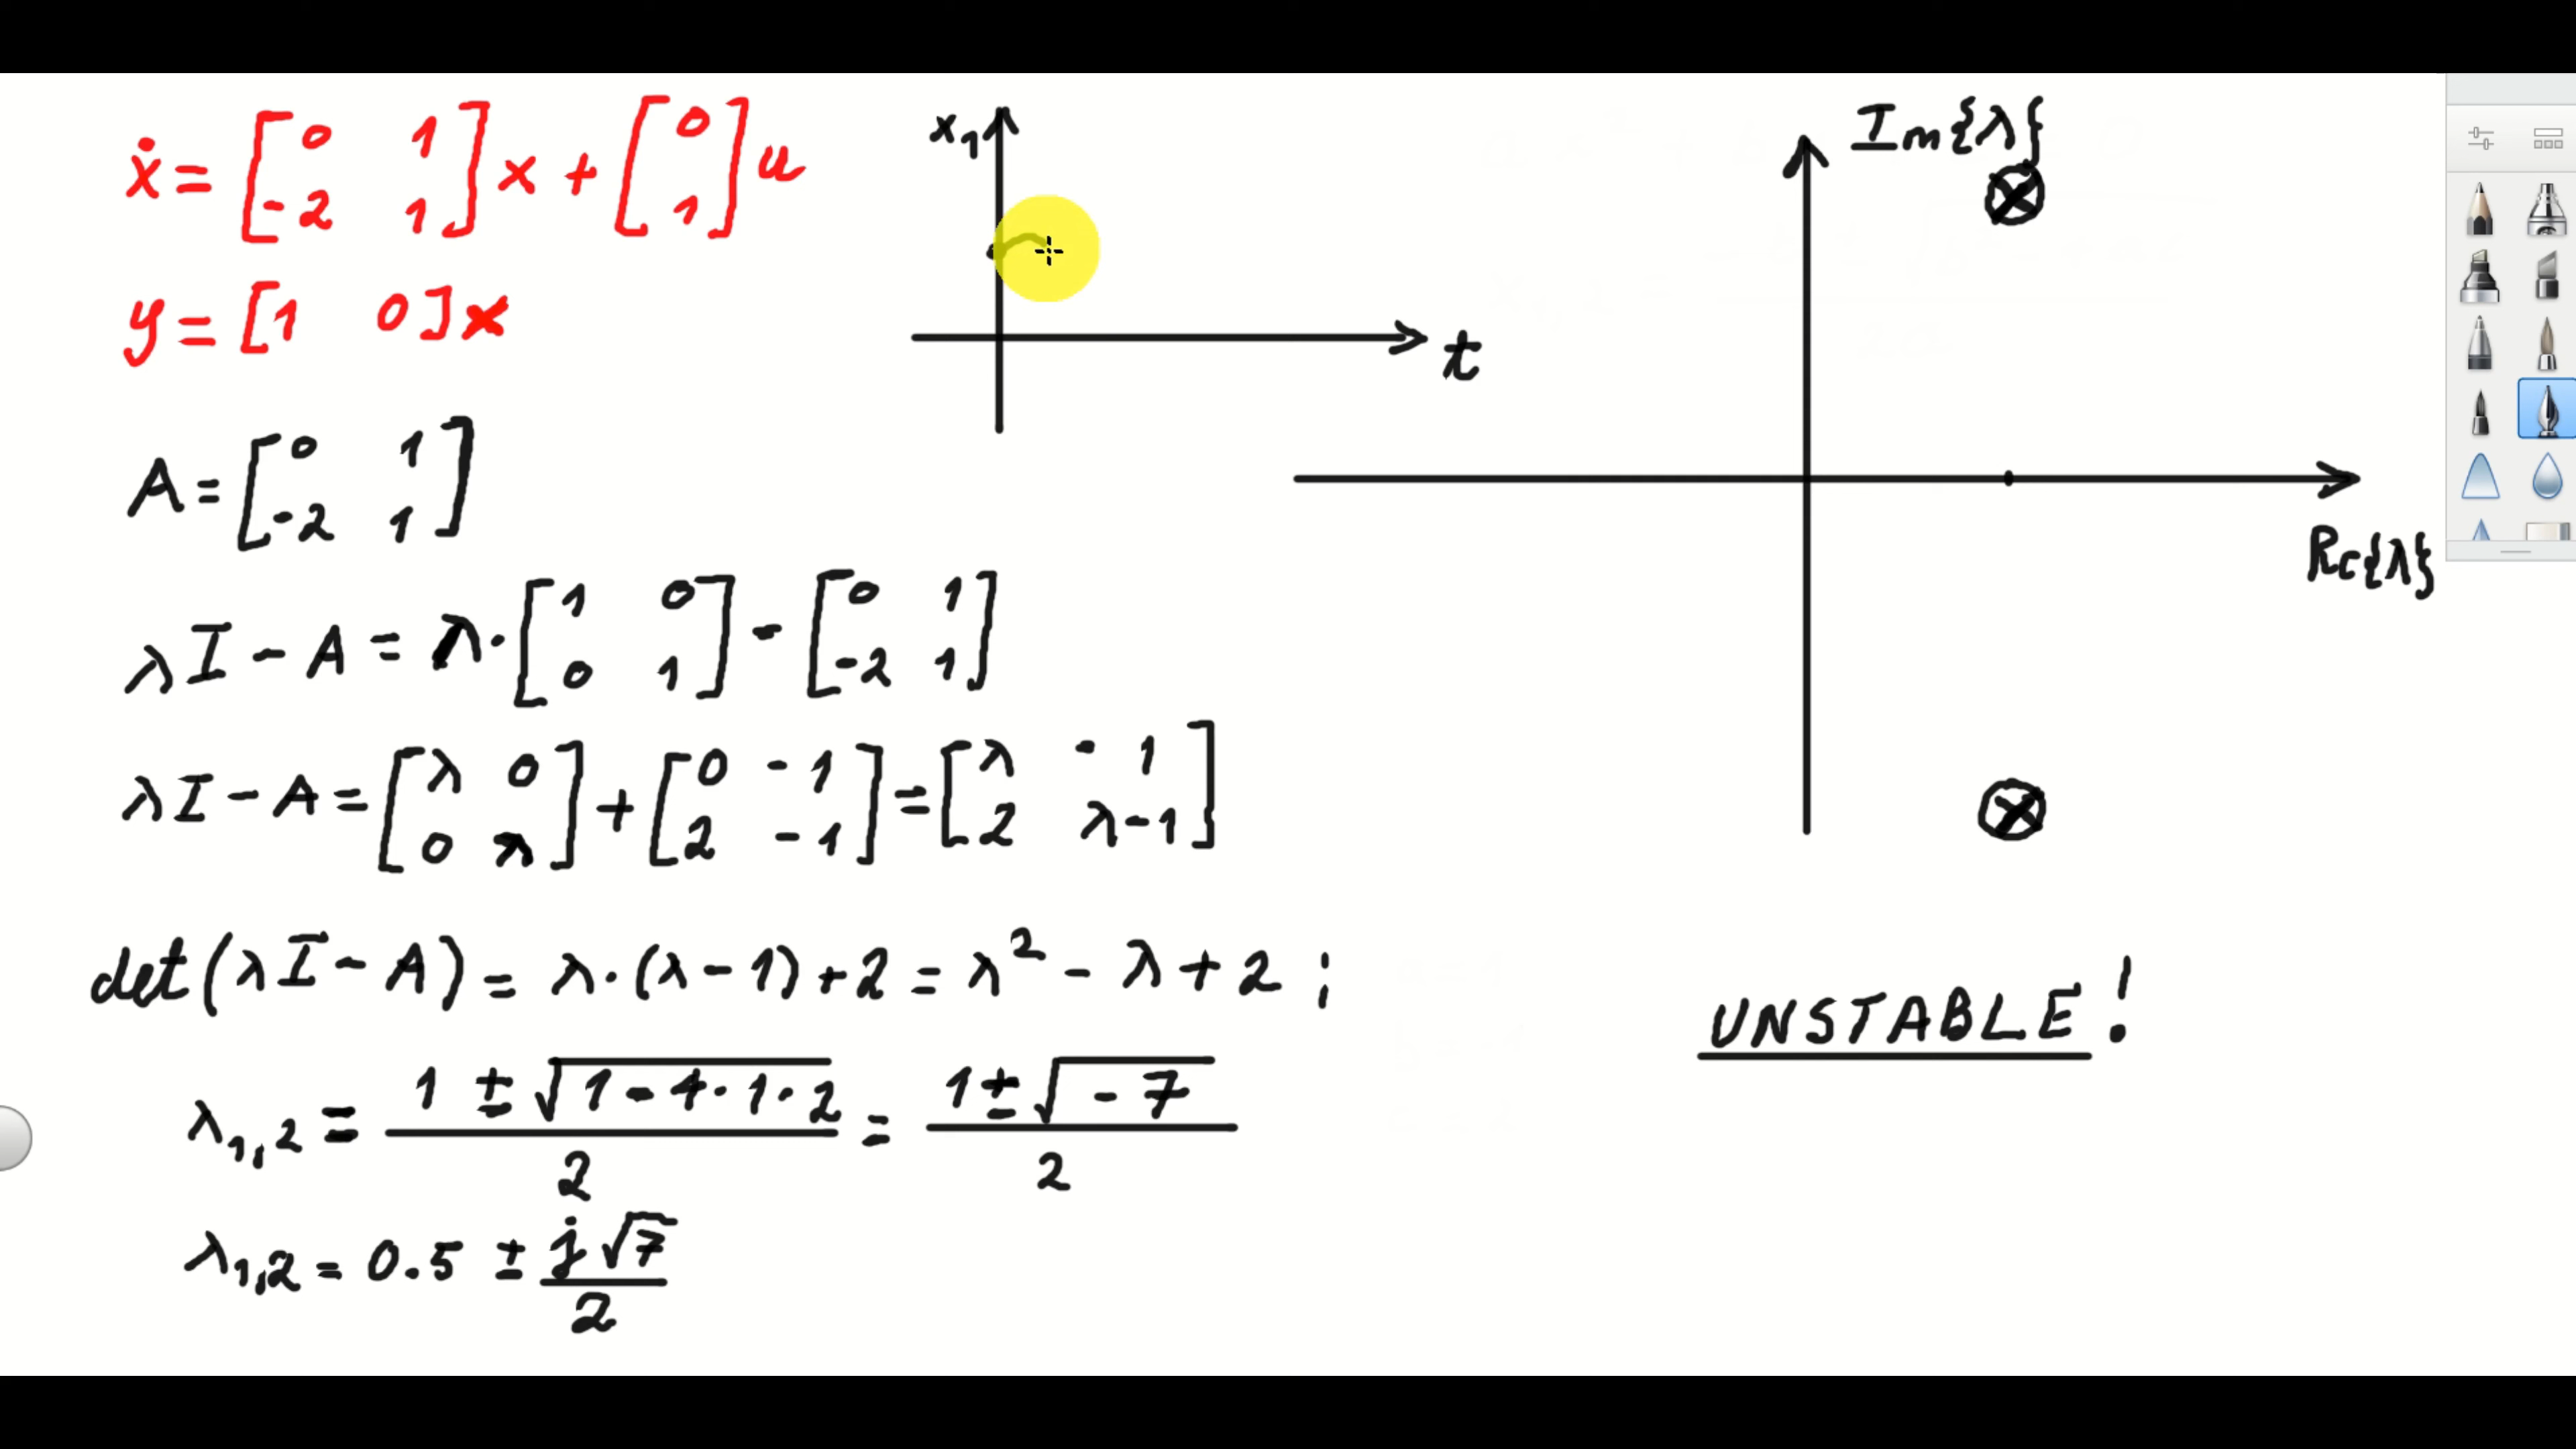 ẋ = [0 1; -2 1] x + [0; 1] u
y = [1 0] x
A = [0 1; -2 1]
λI - A = λ · [1 0; 0 1] - [0 1; -2 1]
λI - A = [λ 0; 0 λ] + [0 -1; 2 -1] = [λ -1; 2 λ-1]
det(λI - A) = λ·(λ - 1) + 2 = λ² - λ + 2 ;
λ1,2 = (1 ± √(1 - 4·1·2)) / 2 = (1 ± √(-7)) / 2
λ1,2 = 0.5 ± j√7 / 2
x1
t
Im{λ}
Re{λ}
UNSTABLE!